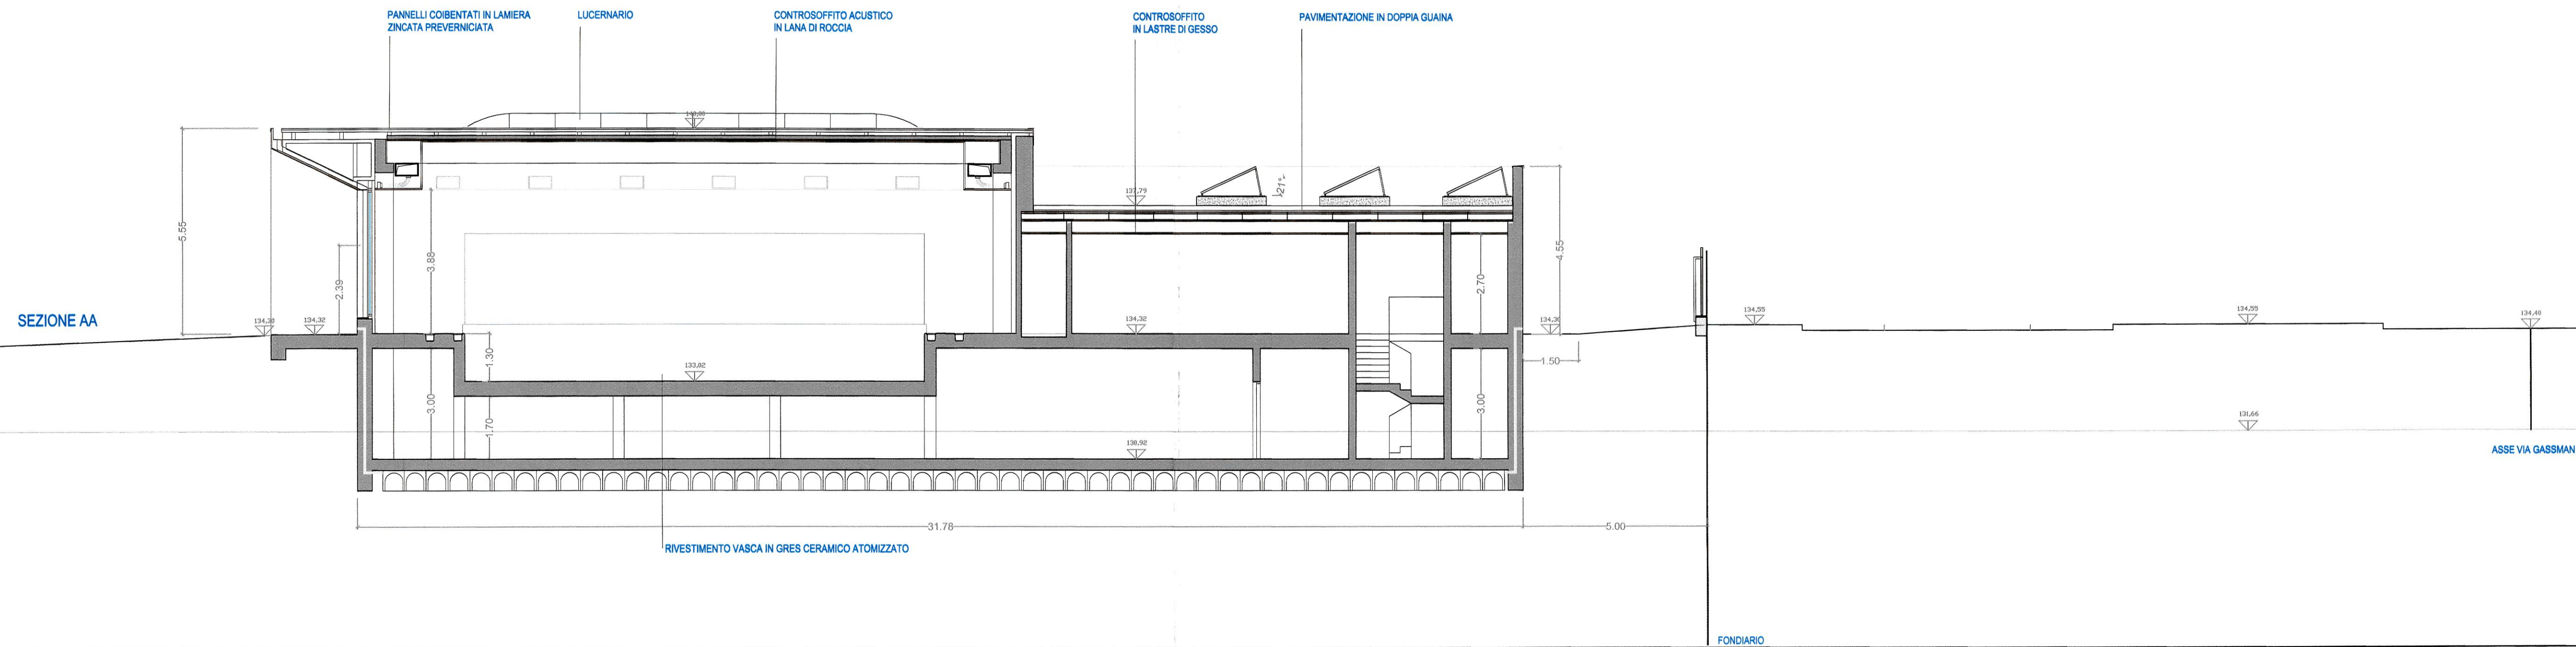 PANNELLI COIBENTATI IN LAMIERA
ZINCATA PREVERNICIATA
LUCERNARIO
CONTROSOFFITO ACUSTICO
IN LANA DI ROCCIA
CONTROSOFFITO
IN LASTRE DI GESSO
PAVIMENTAZIONE IN DOPPIA GUAINA
137,79
21°
5.55
3.88
2.39
4.55
2.70
SEZIONE AA
134,30
134,32
134,32
134,30
134,55
134,55
134,40
1.30
1.50
133,02
3.00
1.70
3.00
130,92
131,66
ASSE VIA GASSMAN
31.78
5.00
RIVESTIMENTO VASCA IN GRES CERAMICO ATOMIZZATO
FONDIARIO